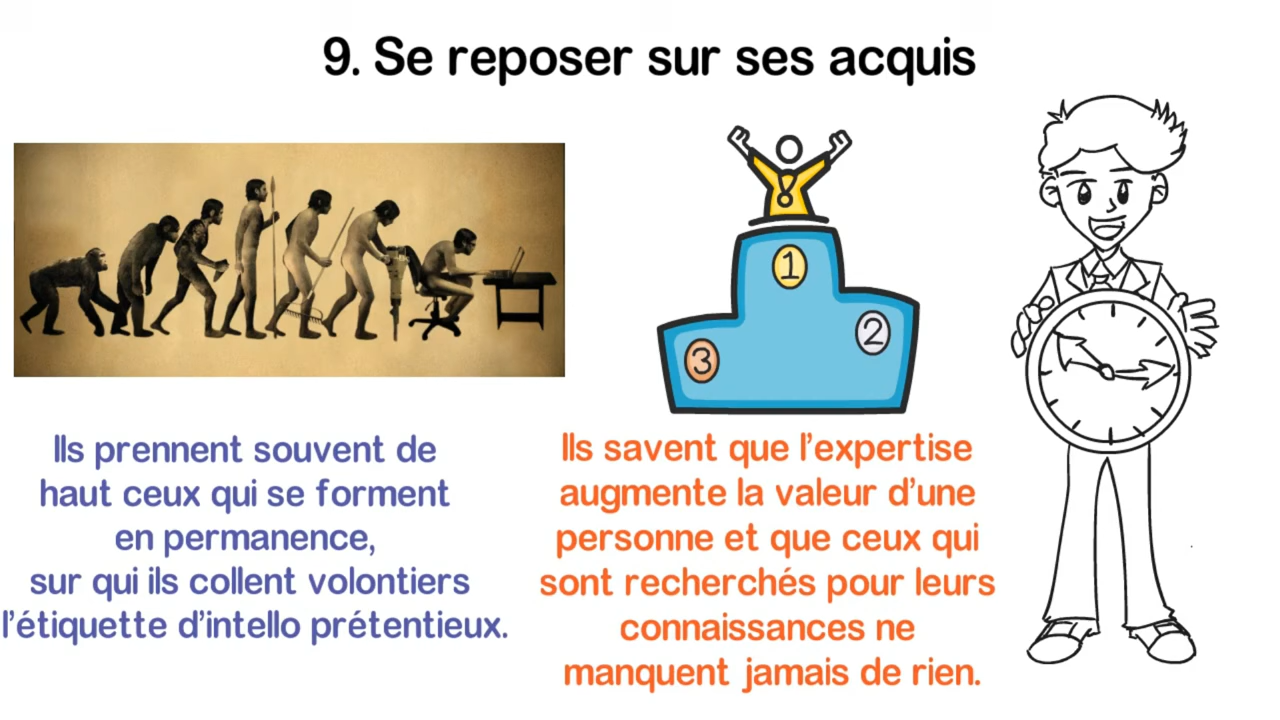 9. Se reposer sur ses acquis
1
2
3
Ils prennent souvent de
haut ceux qui se forment
en permanence,
sur qui ils collent volontiers
l'étiquette d'intello prétentieux.
Ils savent que l'expertise
augmente la valeur d'une
personne et que ceux qui
sont recherchés pour leurs
connaissances ne
manquent jamais de rien.